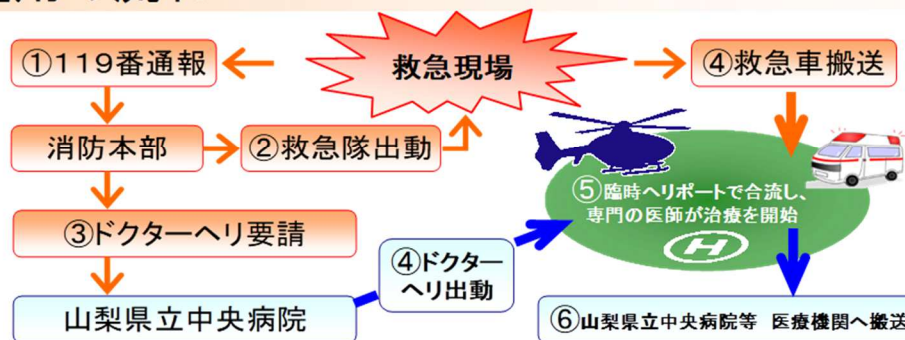 ①119番通報
救急現場
④救急車搬送
消防本部
②救急隊出動
⑤臨時ヘリポートで合流し、
専門の医師が治療を開始
③ドクターヘリ要請
H
④ドクター
ヘリ出動
山梨県立中央病院
⑥山梨県立中央病院等 医療機関へ搬送